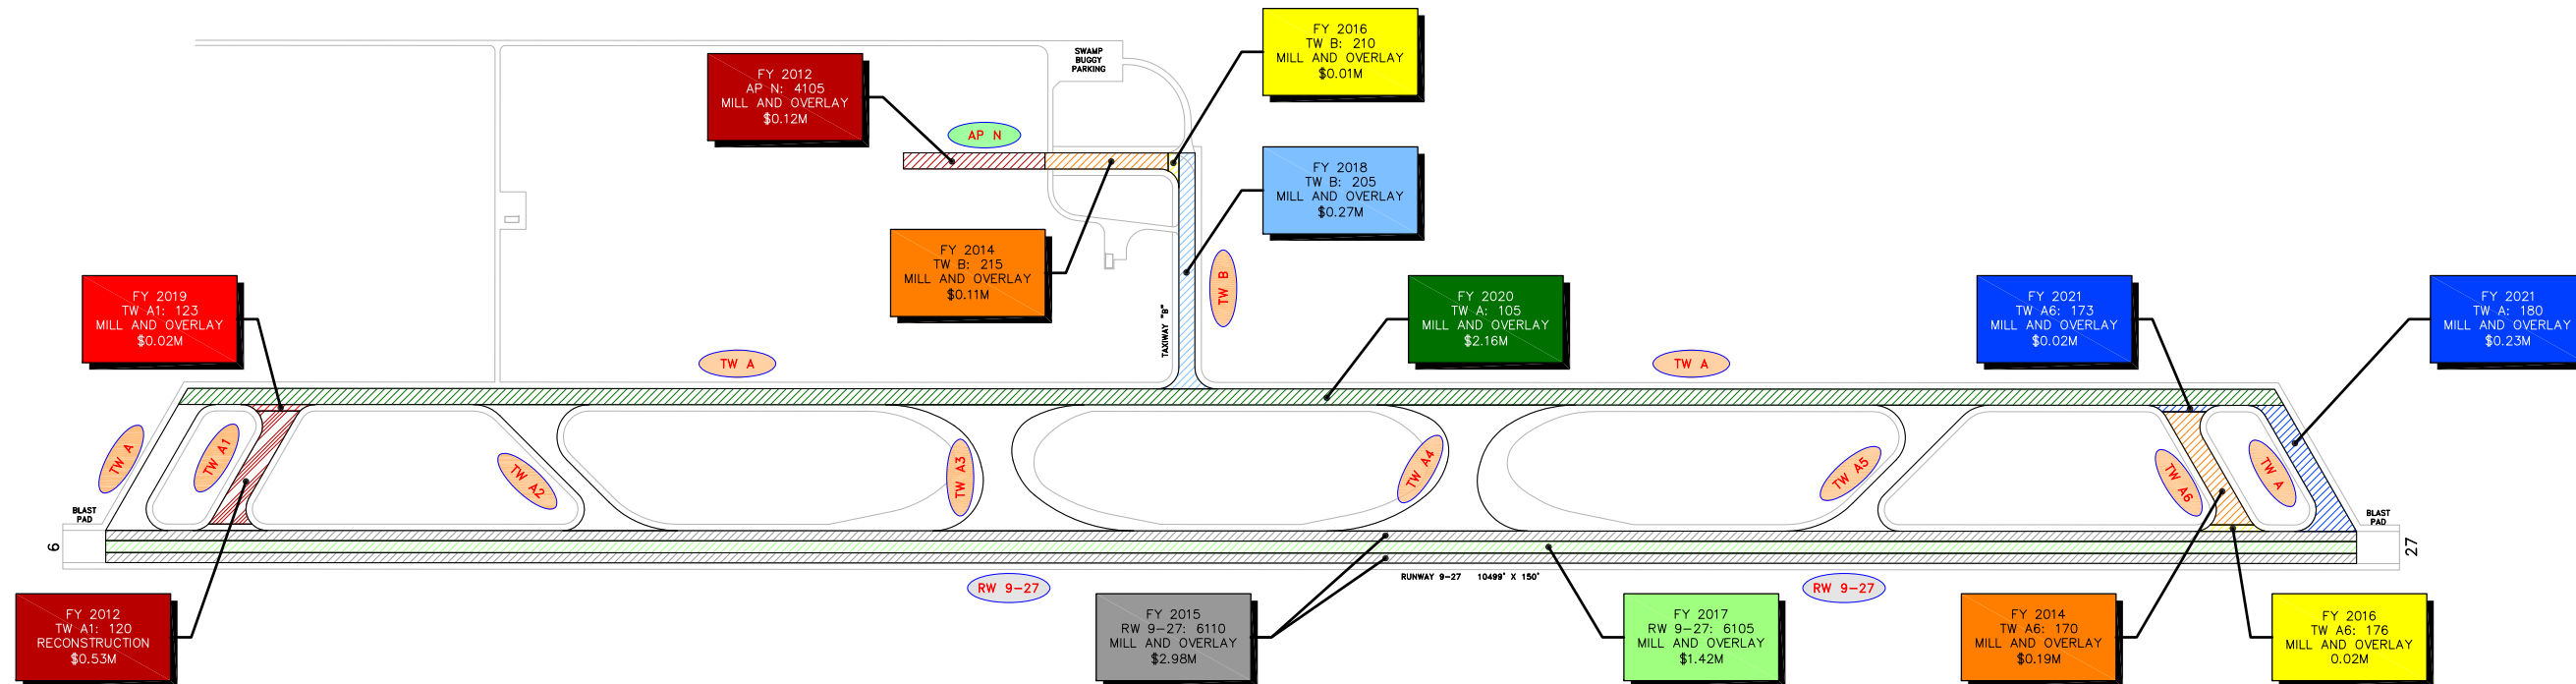 FY 2016
TW B: 210
MILL AND OVERLAY
$0.01M
SWAMP
BUGGY
PARKING
FY 2012
AP N: 4105
MILL AND OVERLAY
$0.12M
AP N
FY 2018
TW B: 205
MILL AND OVERLAY
$0.27M
FY 2014
TW B: 215
MILL AND OVERLAY
$0.11M
TW B
TAXIWAY "B"
FY 2019
TW A1: 123
MILL AND OVERLAY
$0.02M
FY 2020
TW A: 105
MILL AND OVERLAY
$2.16M
FY 2021
TW A6: 173
MILL AND OVERLAY
$0.02M
FY 2021
TW A: 180
MILL AND OVERLAY
$0.23M
TW A
TW A
TW A
TW A1
TW A2
TW A3
TW A4
TW A5
TW A6
TW A
BLAST
PAD
BLAST
PAD
9
27
RUNWAY 9-27 10499' X 150'
RW 9-27
RW 9-27
FY 2012
TW A1: 120
RECONSTRUCTION
$0.53M
FY 2015
RW 9-27: 6110
MILL AND OVERLAY
$2.98M
FY 2017
RW 9-27: 6105
MILL AND OVERLAY
$1.42M
FY 2014
TW A6: 170
MILL AND OVERLAY
$0.19M
FY 2016
TW A6: 176
MILL AND OVERLAY
0.02M